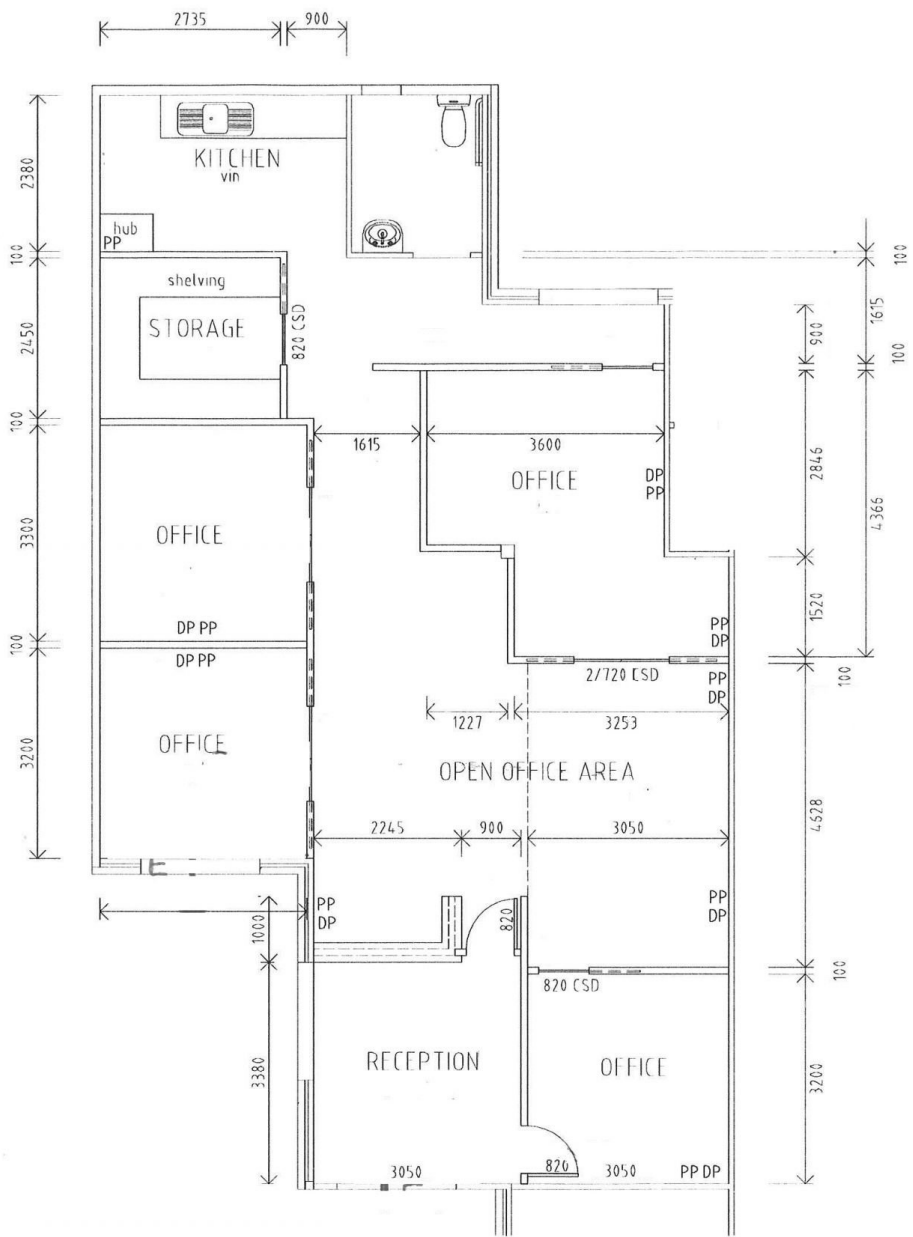 2735
900
2380
KITCHEN
vin
hub
PP
100
100
shelving
STORAGE
2450
820 CSD
1615
900
100
100
1615
3600
OFFICE
DP
PP
2846
4366
3300
OFFICE
DP PP
1520
PP
DP
100
DP PP
2/720 CSD
PP
DP
100
1227
3253
3200
OFFICE
OPEN OFFICE AREA
2245
900
3050
4628
PP
DP
PP
DP
1000
820
820 CSD
100
RECEPTION
OFFICE
3380
3200
3050
820
3050
PP DP